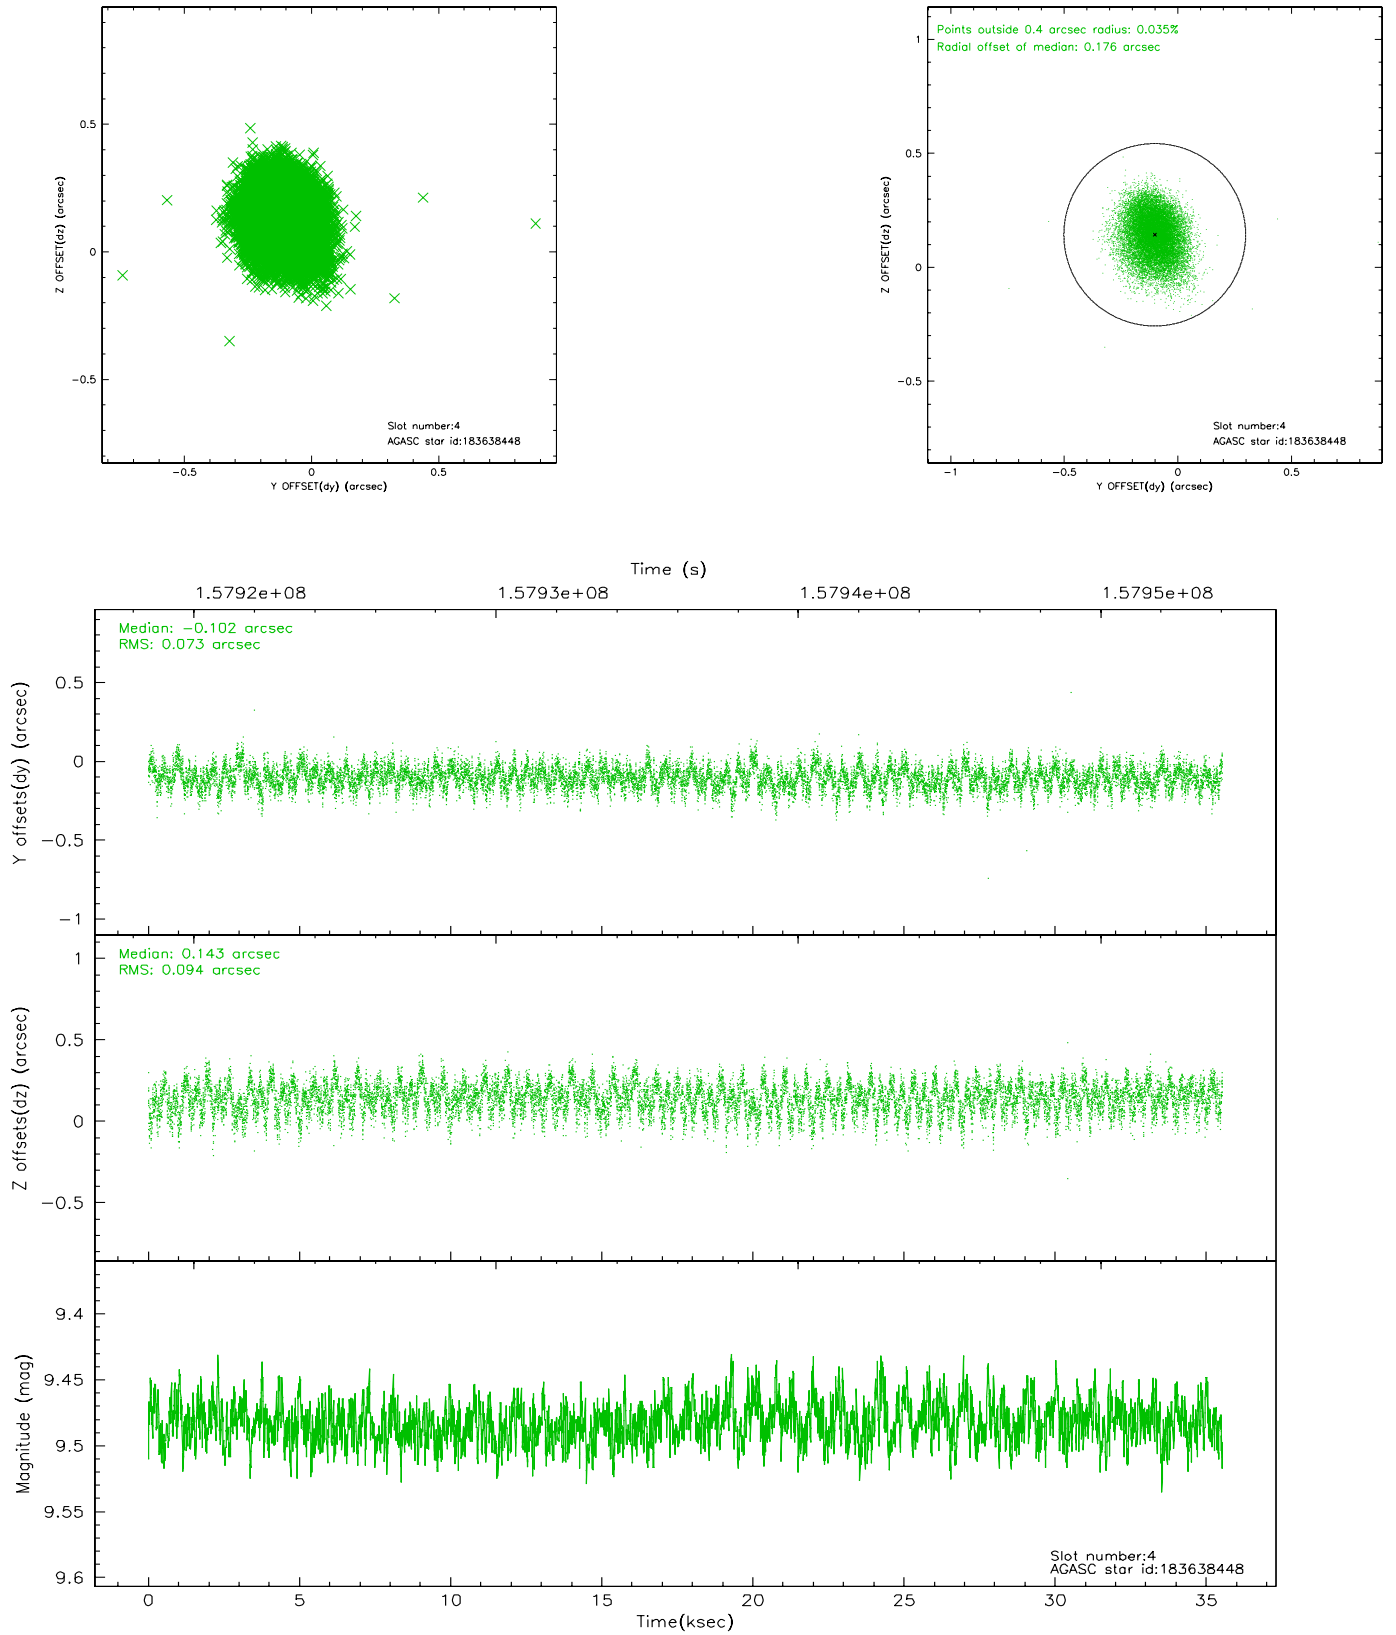 0.5
0
−0.5
Z OFFSET(dz) (arcsec)
−0.5
0
0.5
Y OFFSET(dy) (arcsec)
Slot number:4
AGASC star id:183638448
Points outside 0.4 arcsec radius: 0.035%
Radial offset of median: 0.176 arcsec
1
0.5
0
−0.5
Z OFFSET(dz) (arcsec)
−1
−0.5
0
0.5
Y OFFSET(dy) (arcsec)
Slot number:4
AGASC star id:183638448
Time (s)
1.5792e+08
1.5793e+08
1.5794e+08
1.5795e+08
Median: −0.102 arcsec
RMS: 0.073 arcsec
0.5
0
−0.5
−1
Y offsets(dy) (arcsec)
Median: 0.143 arcsec
RMS: 0.094 arcsec
1
0.5
0
−0.5
Z offsets(dz) (arcsec)
9.4
9.45
9.5
9.55
9.6
Magnitude (mag)
Slot number:4
AGASC star id:183638448
0
5
10
15
20
25
30
35
Time(ksec)